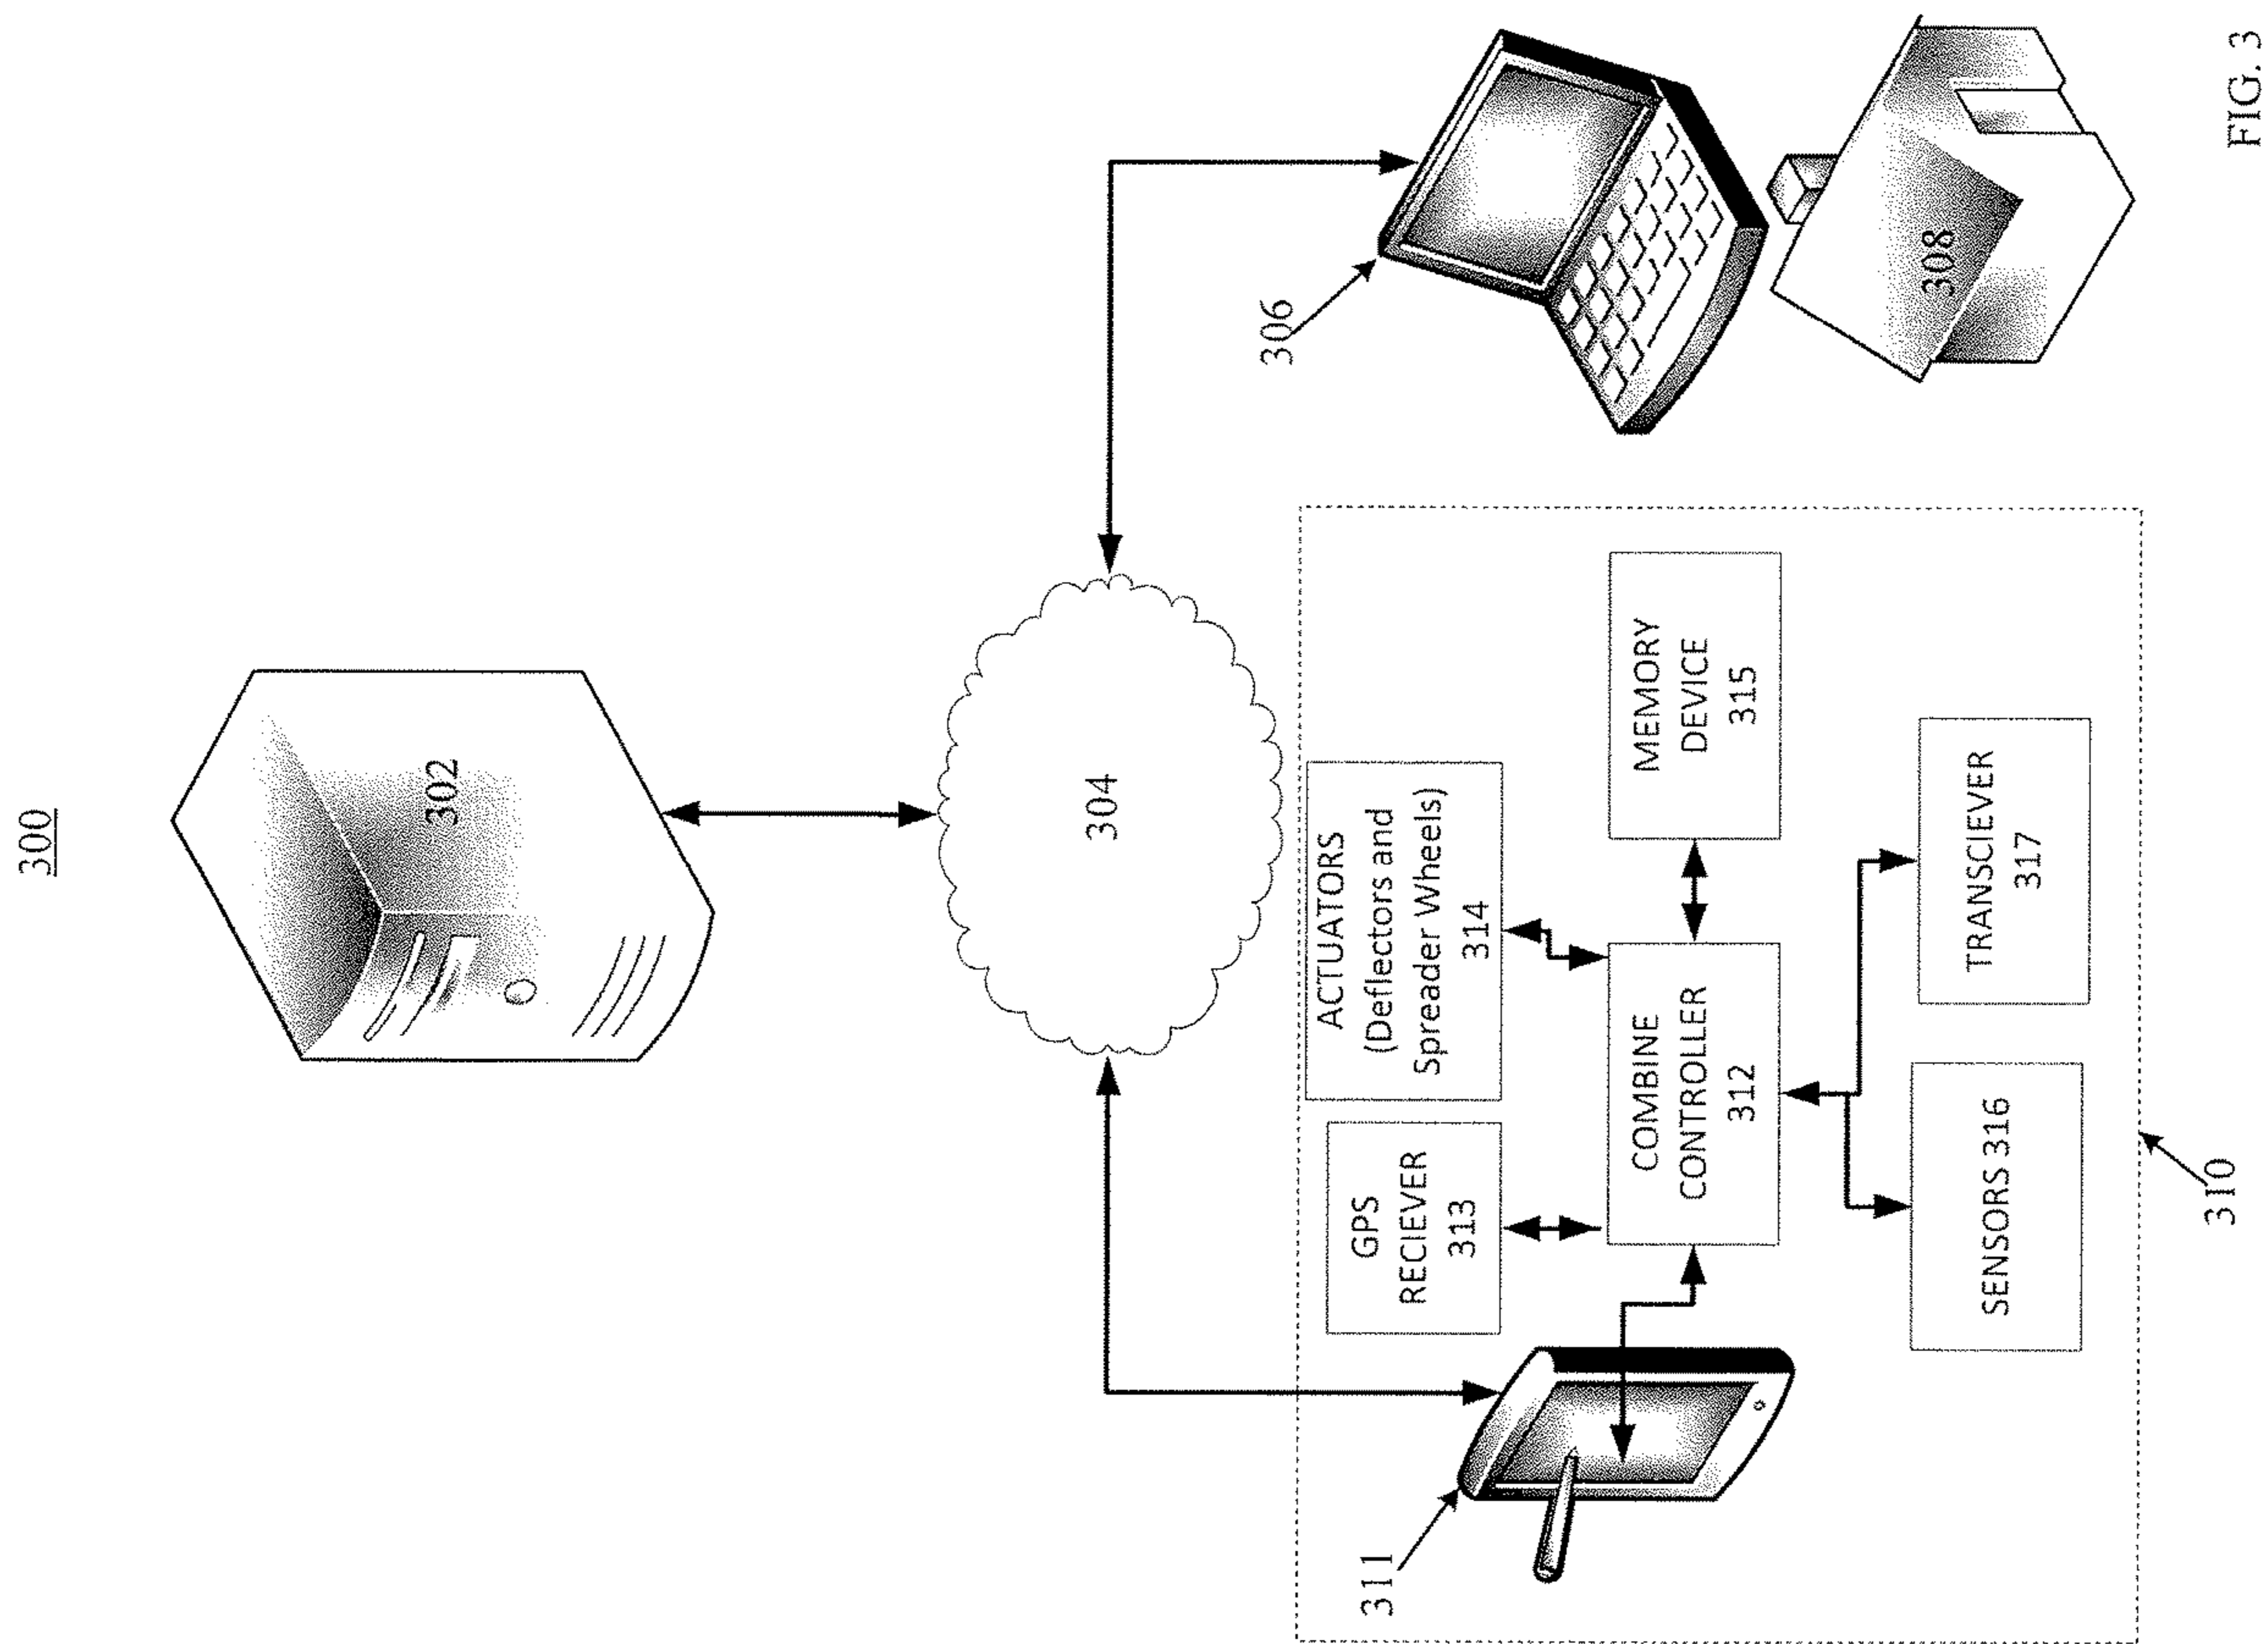 300
302
304
306
308
FIG. 3
311
GPS
RECIEVER
313
ACTUATORS
(Deflectors and
Spreader Wheels)
314
COMBINE
CONTROLLER
312
MEMORY
DEVICE
315
SENSORS 316
TRANSCIEVER
317
310